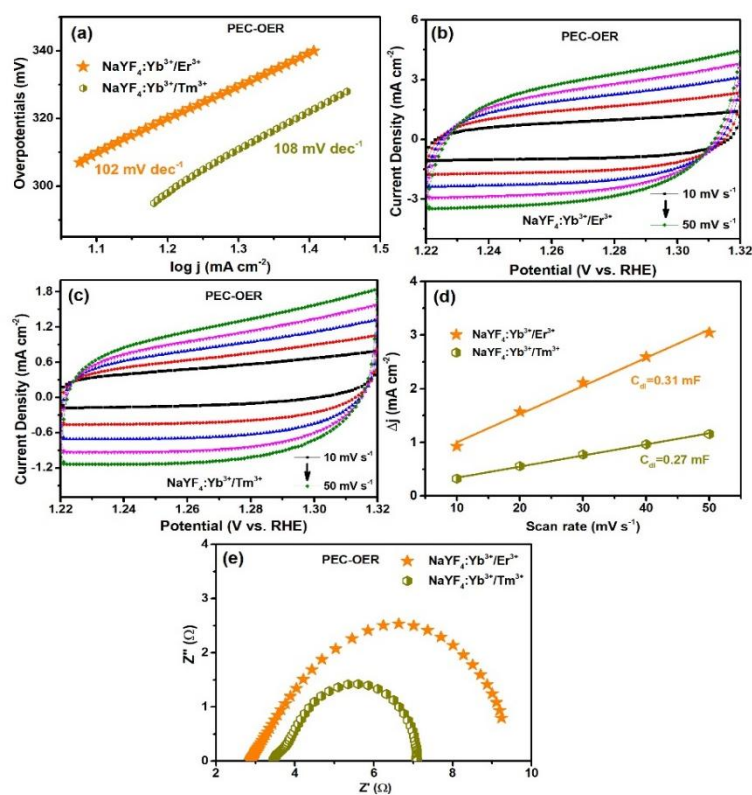 (a)
PEC-OER
NaYF₄:Yb³⁺/Er³⁺
NaYF₄:Yb³⁺/Tm³⁺
102 mV dec⁻¹
108 mV dec⁻¹
340
320
300
Overpotentials (mV)
1.1 1.2 1.3 1.4 1.5
log j (mA cm⁻²)
(b)
PEC-OER
6
3
0
-3
Current Density (mA cm⁻²)
10 mV s⁻¹
50 mV s⁻¹
NaYF₄:Yb³⁺/Er³⁺
1.22 1.24 1.26 1.28 1.30 1.32
Potential (V vs. RHE)
(c)
PEC-OER
1.8
1.2
0.6
0.0
-0.6
-1.2
Current Density (mA cm⁻²)
10 mV s⁻¹
50 mV s⁻¹
NaYF₄:Yb³⁺/Tm³⁺
1.22 1.24 1.26 1.28 1.30 1.32
Potential (V vs. RHE)
(d)
NaYF₄:Yb³⁺/Er³⁺
NaYF₄:Yb³⁺/Tm³⁺
C_dl=0.31 mF
C_dl=0.27 mF
4
3
2
1
0
Δj (mA cm⁻²)
10 20 30 40 50
Scan rate (mV s⁻¹)
(e)
PEC-OER
NaYF₄:Yb³⁺/Er³⁺
NaYF₄:Yb³⁺/Tm³⁺
4
3
2
1
0
Z'' (Ω)
2 4 6 8 10
Z' (Ω)